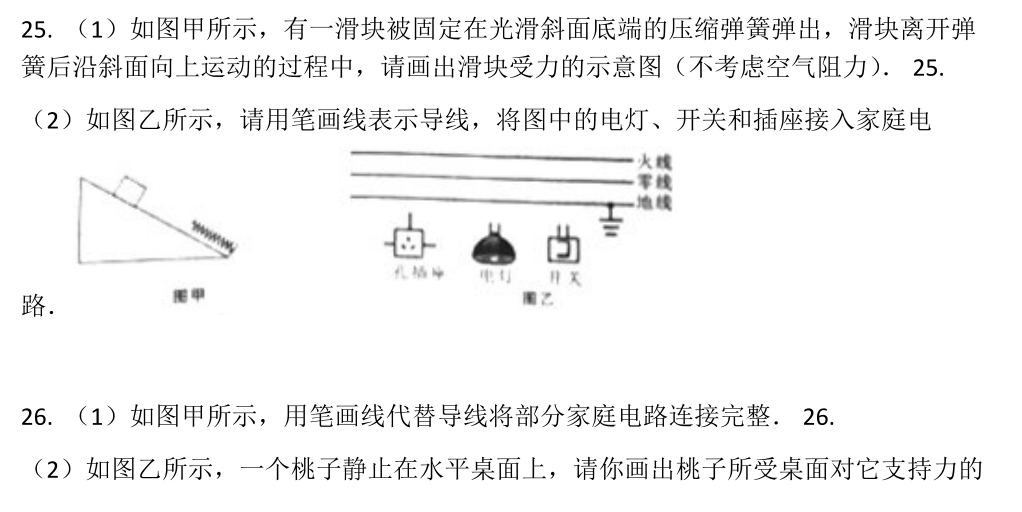 25. （1）如图甲所示，有一滑块被固定在光滑斜面底端的压缩弹簧弹出，滑块离开弹
簧后沿斜面向上运动的过程中，请画出滑块受力的示意图（不考虑空气阻力）． 25.
（2）如图乙所示，请用笔画线表示导线，将图中的电灯、开关和插座接入家庭电
火线
零线
地线
孔插座 电灯 开关
图甲
图乙
路．
26. （1）如图甲所示，用笔画线代替导线将部分家庭电路连接完整． 26.
（2）如图乙所示，一个桃子静止在水平桌面上，请你画出桃子所受桌面对它支持力的